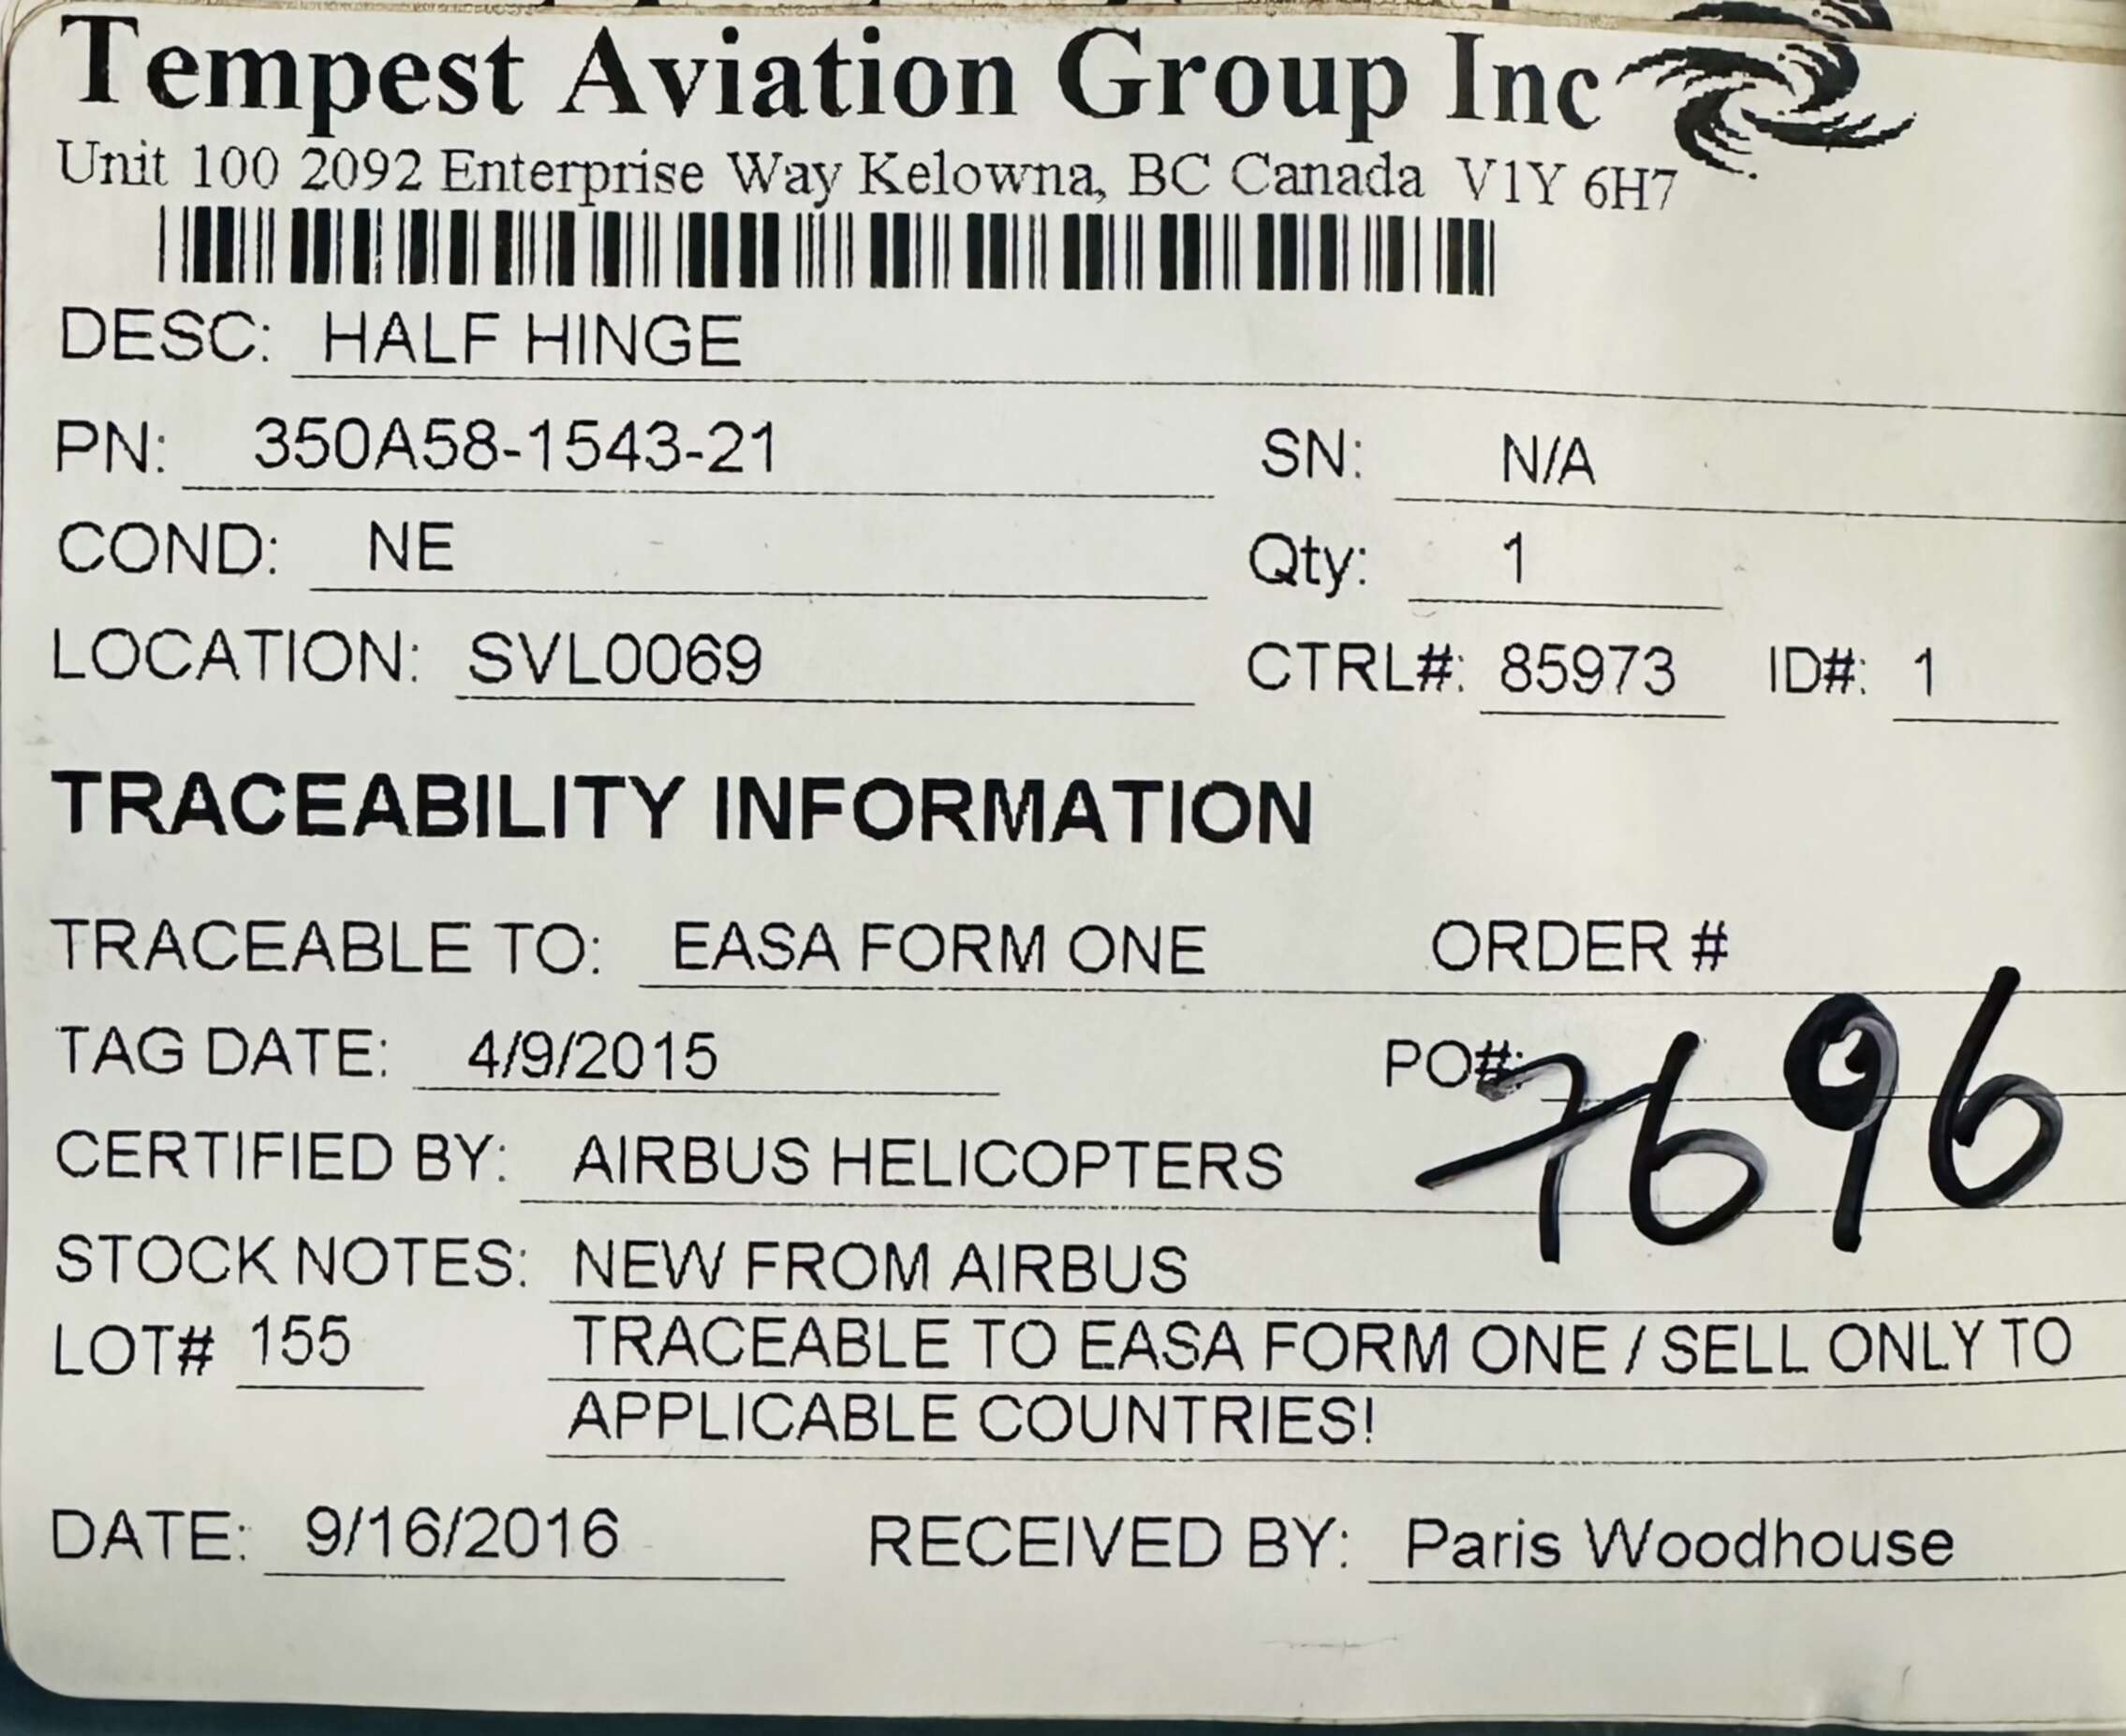 Tempest Aviation Group Inc
Unit 100 2092 Enterprise Way Kelowna, BC Canada V1Y 6H7
DESC: HALF HINGE
PN: 350A58-1543-21 SN: N/A
COND: NE Qty: 1
LOCATION: SVL0069 CTRL#: 85973 ID#: 1
TRACEABILITY INFORMATION
TRACEABLE TO: EASA FORM ONE ORDER #
TAG DATE: 4/9/2015 PO#:
7696
CERTIFIED BY: AIRBUS HELICOPTERS
STOCK NOTES: NEW FROM AIRBUS
LOT# 155 TRACEABLE TO EASA FORM ONE / SELL ONLY TO
APPLICABLE COUNTRIES!
DATE: 9/16/2016 RECEIVED BY: Paris Woodhouse